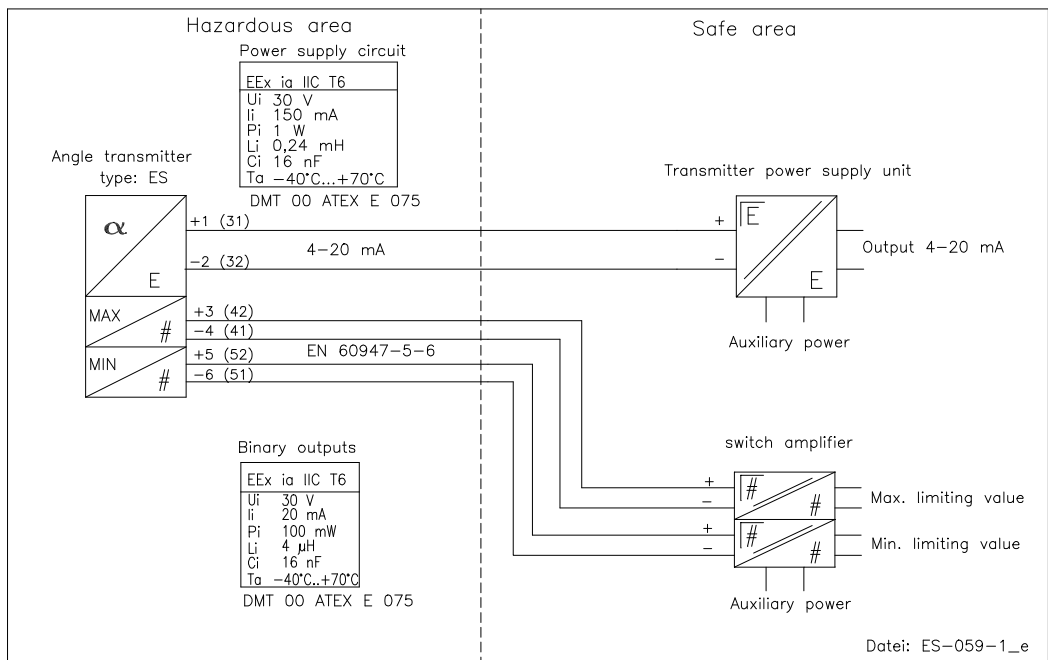 Hazardous area
Safe area
Power supply circuit
EEx ia IIC T6
Ui 30 V
Ii 150 mA
Pi 1 W
Li 0,24 mH
Ci 16 nF
Ta -40°C...+70°C
DMT 00 ATEX E 075
Angle transmitter
type: ES
α
E
+1 (31)
-2 (32)
4-20 mA
Transmitter power supply unit
+
-
E
E
Output 4-20 mA
Auxiliary power
MAX
#
+3 (42)
-4 (41)
MIN
#
+5 (52)
-6 (51)
EN 60947-5-6
Binary outputs
EEx ia IIC T6
Ui 30 V
Ii 20 mA
Pi 100 mW
Li 4 µH
Ci 16 nF
Ta -40°C..+70°C
DMT 00 ATEX E 075
switch amplifier
+
-
#
#
Max. limiting value
+
-
#
#
Min. limiting value
Auxiliary power
Datei: ES-059-1_e